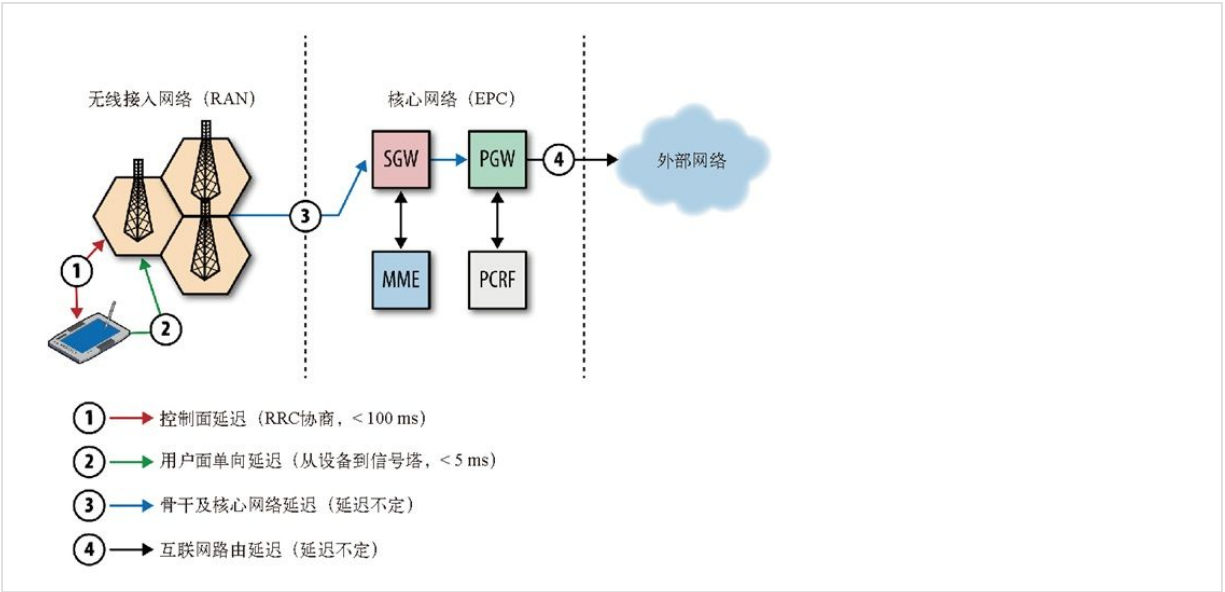 无线接入网络（RAN）
核心网络（EPC）
SGW
PGW
4
外部网络
3
1
MME
PCRF
2
1 控制面延迟（RRC协商，< 100 ms）
2 用户面单向延迟（从设备到信号塔，< 5 ms）
3 骨干及核心网络延迟（延迟不定）
4 互联网路由延迟（延迟不定）